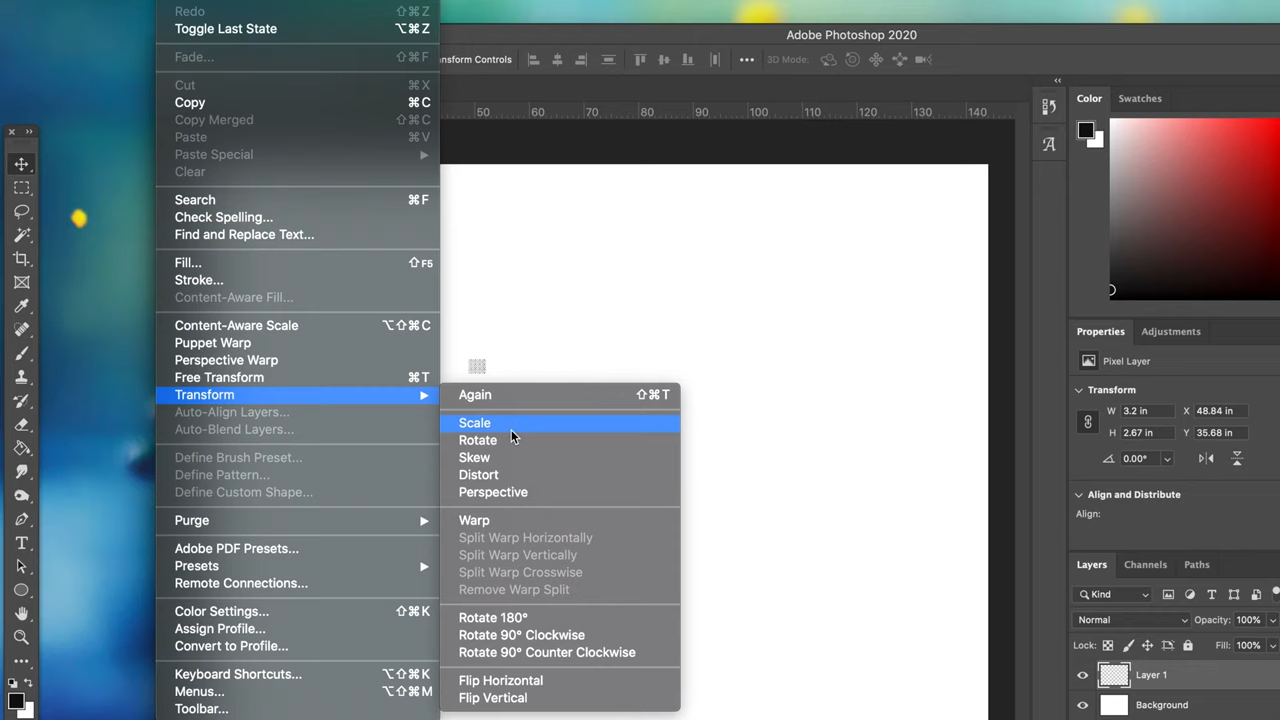 Redo ⇧⌘Z
Toggle Last State ⌥⌘Z
Fade... ⇧⌘F
Cut ⌘X
Copy ⌘C
Copy Merged ⇧⌘C
Paste ⌘V
Paste Special
Clear
Search ⌘F
Check Spelling...
Find and Replace Text...
Fill... ⇧F5
Stroke...
Content-Aware Fill...
Content-Aware Scale ⌥⇧⌘C
Puppet Warp
Perspective Warp
Free Transform ⌘T
Transform
Auto-Align Layers...
Auto-Blend Layers...
Define Brush Preset...
Define Pattern...
Define Custom Shape...
Purge
Adobe PDF Presets...
Presets
Remote Connections...
Color Settings... ⇧⌘K
Assign Profile...
Convert to Profile...
Keyboard Shortcuts... ⌥⇧⌘K
Menus... ⌥⇧⌘M
Toolbar...
Again ⇧⌘T
Scale
Rotate
Skew
Distort
Perspective
Warp
Split Warp Horizontally
Split Warp Vertically
Split Warp Crosswise
Remove Warp Split
Rotate 180°
Rotate 90° Clockwise
Rotate 90° Counter Clockwise
Flip Horizontal
Flip Vertical
Adobe Photoshop 2020
nsform Controls
3D Mode:
50 60 70 80 90 100 110 120 130 140
Color Swatches
Properties Adjustments
Pixel Layer
Transform
W 3.2 in X 48.84 in
H 2.67 in Y 35.68 in
0.00°
Align and Distribute
Align:
Layers Channels Paths
Kind
Normal Opacity: 100%
Lock: Fill: 100%
Layer 1
Background